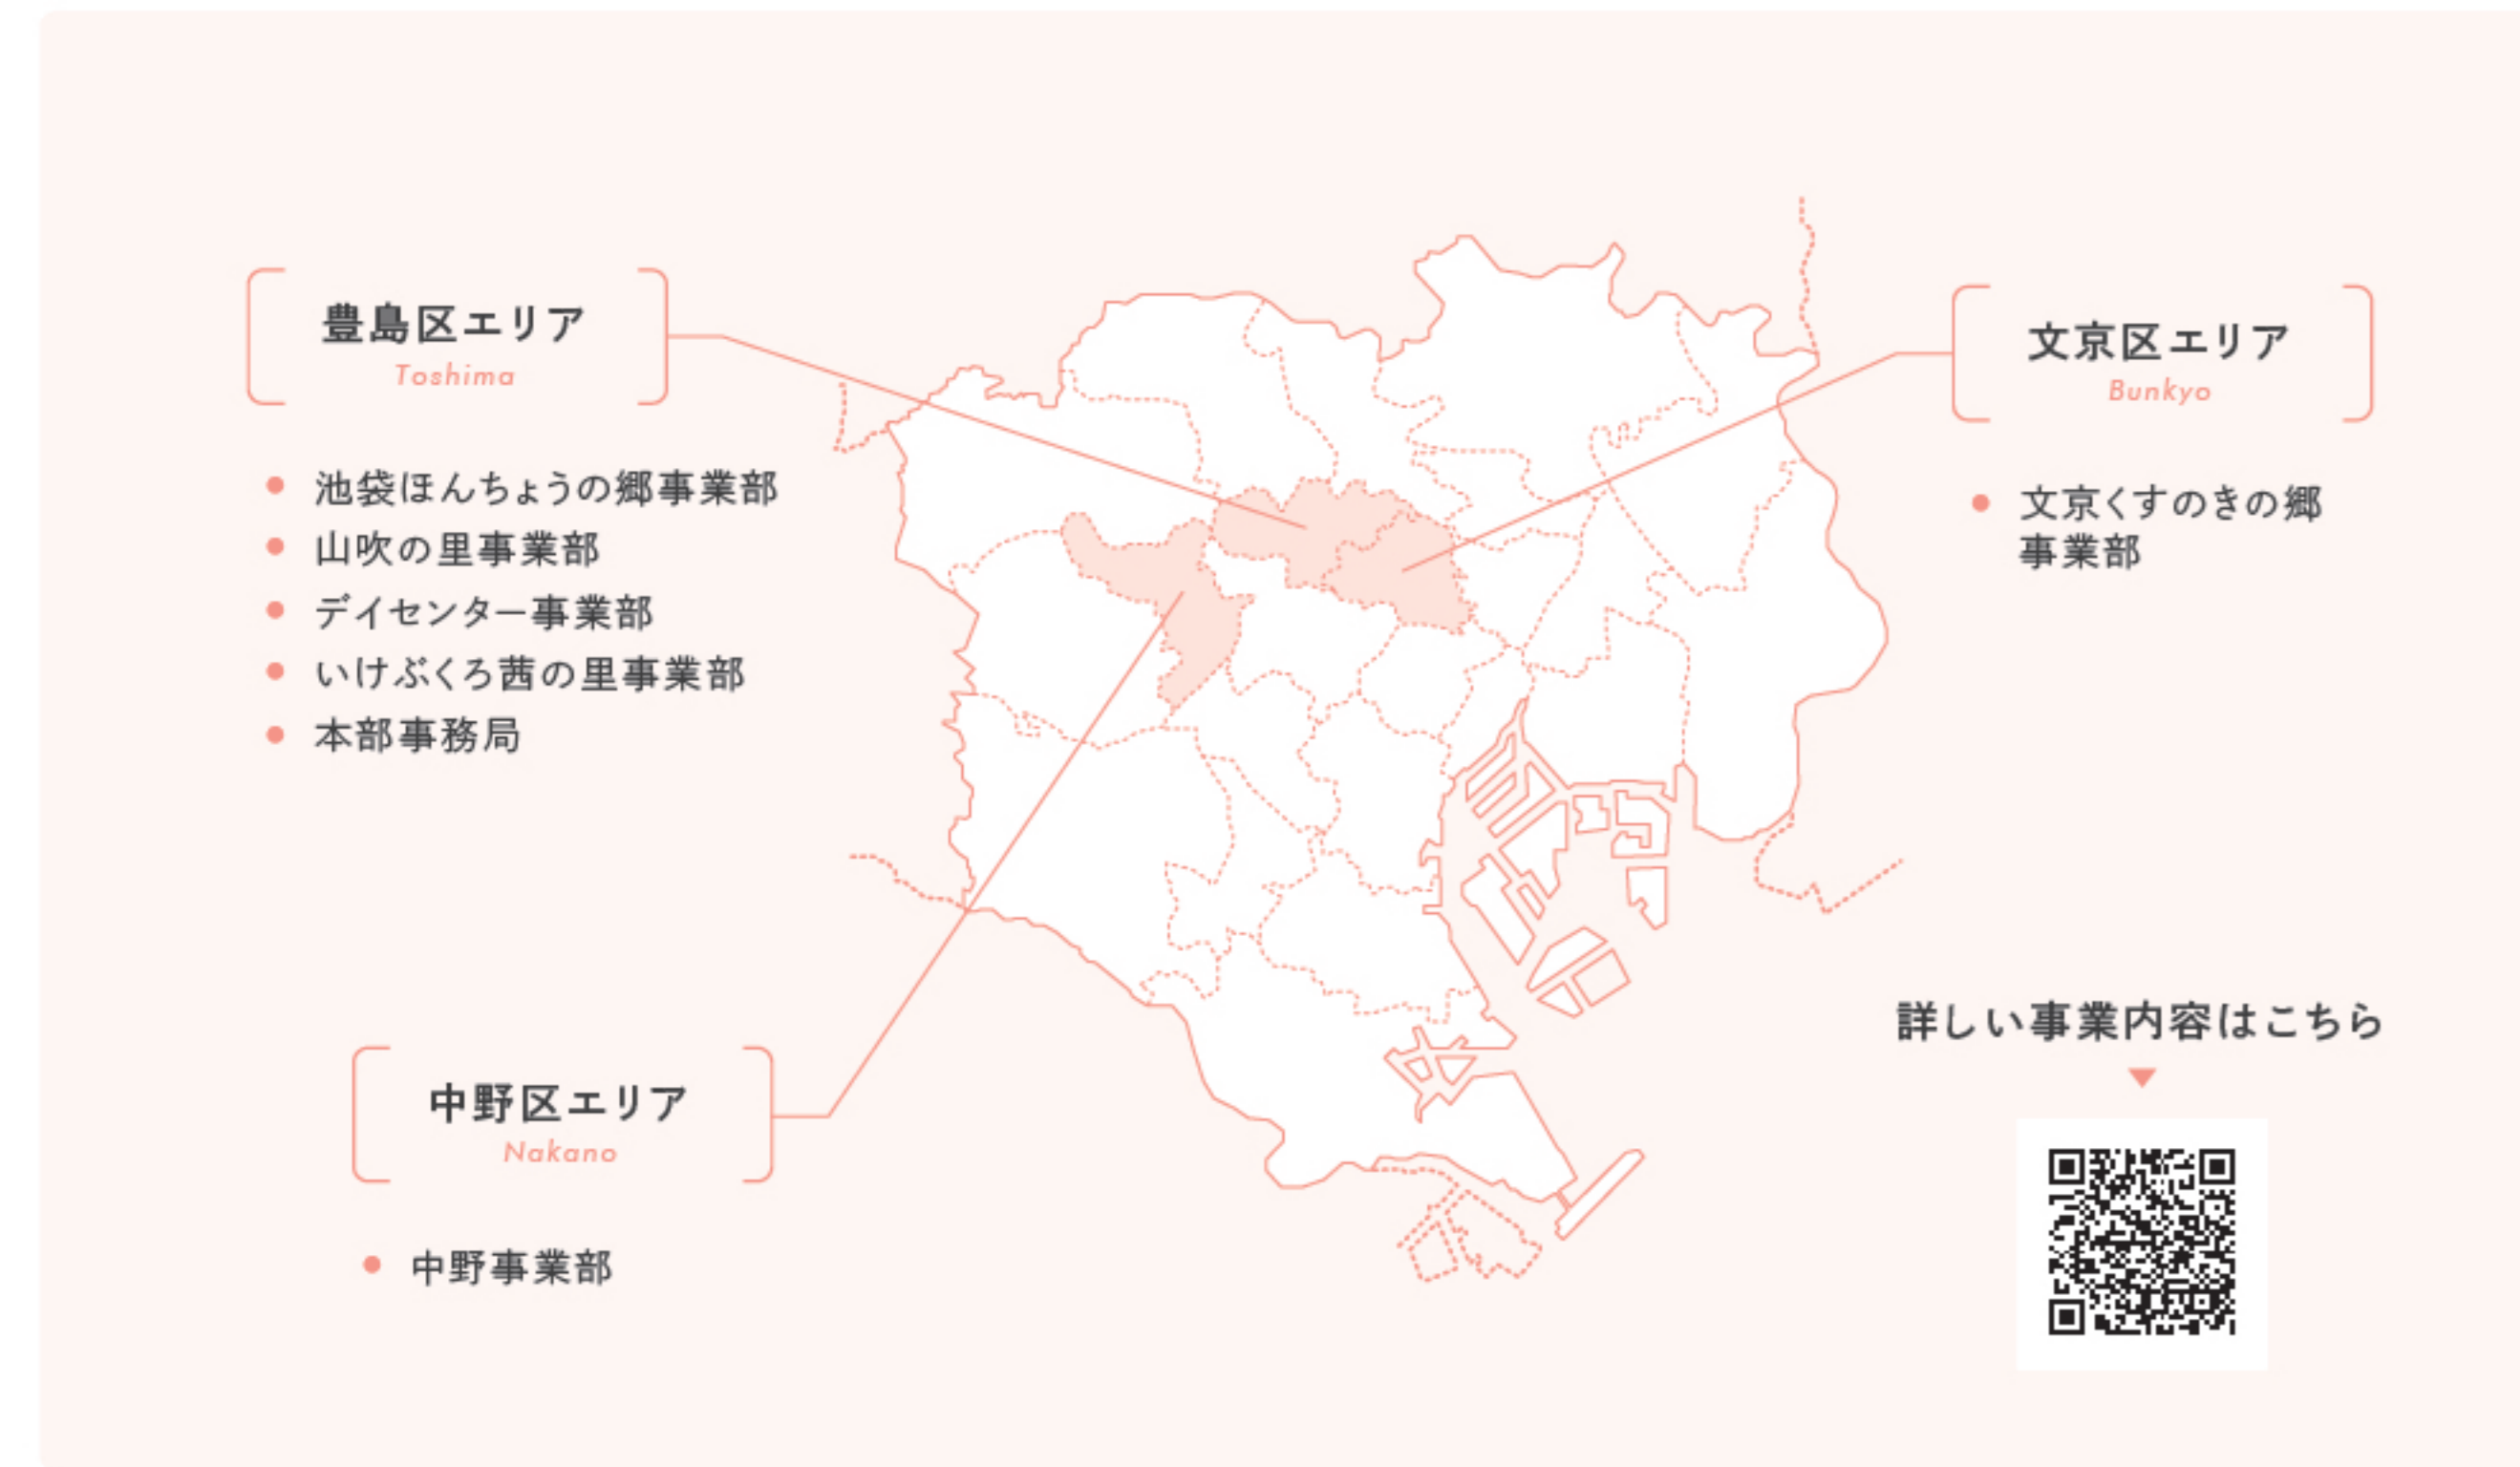 豊島区エリア
Toshima
池袋ほんちょうの郷事業部
山吹の里事業部
デイセンター事業部
いけぶくろ茜の里事業部
本部事務局
文京区エリア
Bunkyo
文京くすのきの郷
事業部
中野区エリア
Nakano
中野事業部
詳しい事業内容はこちら